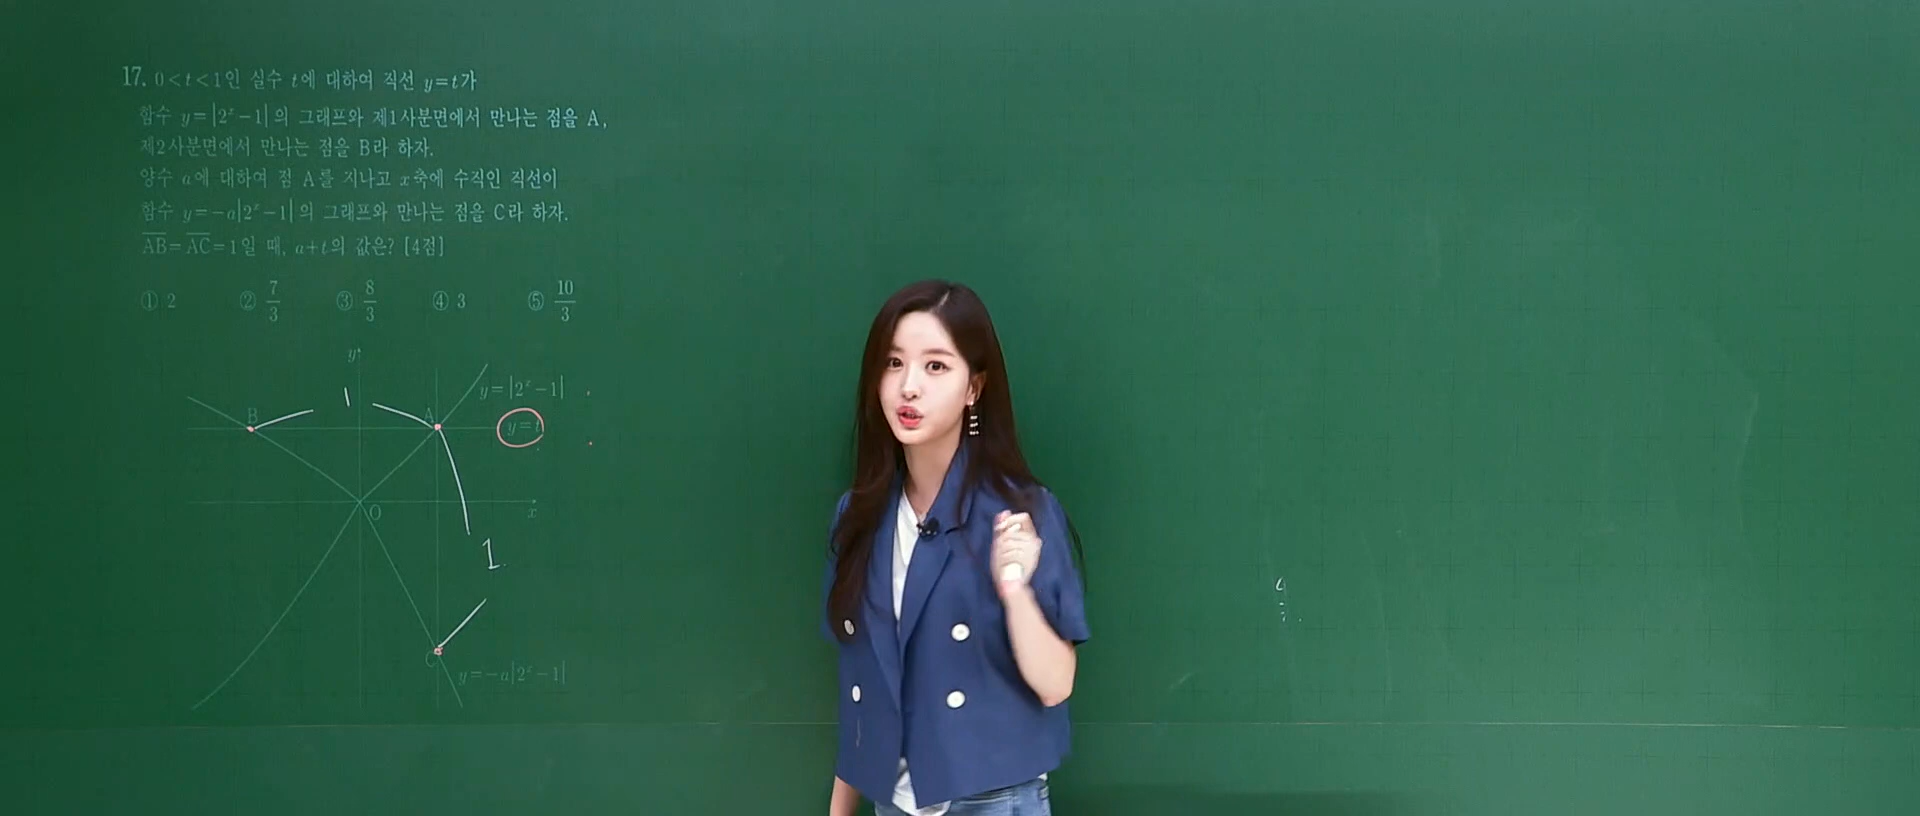 17. 0<t<1인 실수 t에 대하여 직선 y=t가
함수 y=|2ˣ-1|의 그래프와 제1사분면에서 만나는 점을 A,
제2사분면에서 만나는 점을 B라 하자.
양수 a에 대하여 점 A를 지나고 x축에 수직인 직선이
함수 y=-a|2ˣ-1|의 그래프와 만나는 점을 C라 하자.
AB=AC=1일 때, a+t의 값은? [4점]
① 2 ② 7/3 ③ 8/3 ④ 3 ⑤ 10/3
y
1
y=|2ˣ-1|
B
A
y=t
O
x
1.
C
y=-a|2ˣ-1|